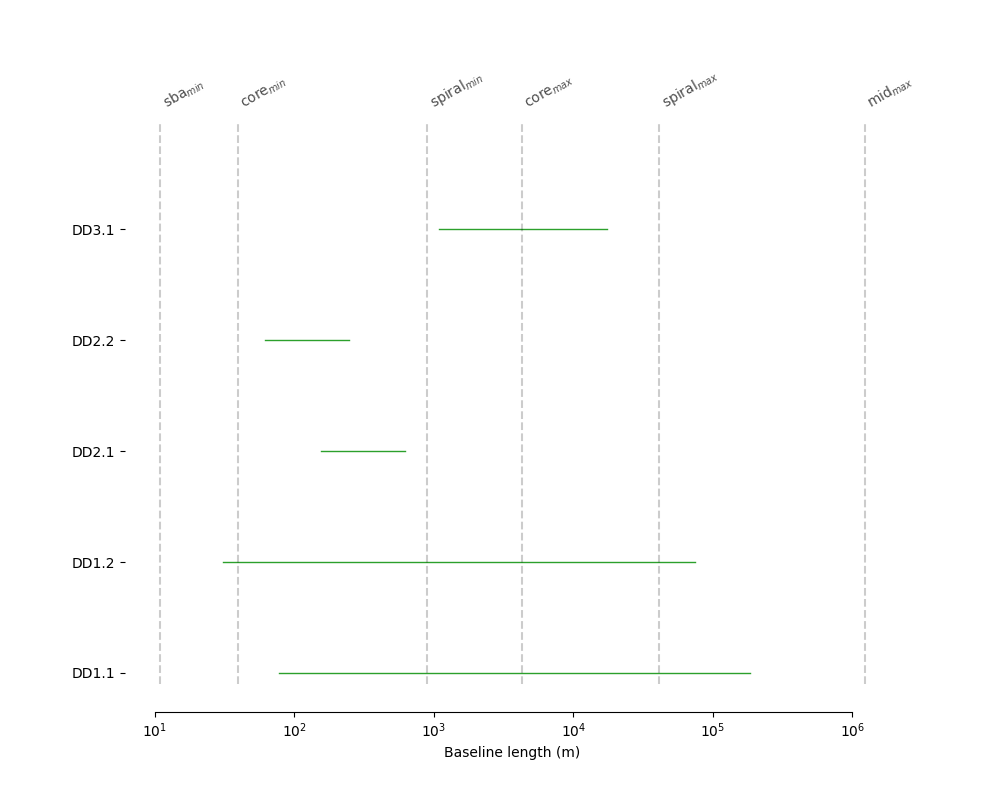 sba_min core_min spiral_min core_max spiral_max mid_max
DD3.1
DD2.2
DD2.1
DD1.2
DD1.1
10^1 10^2 10^3 10^4 10^5 10^6
Baseline length (m)